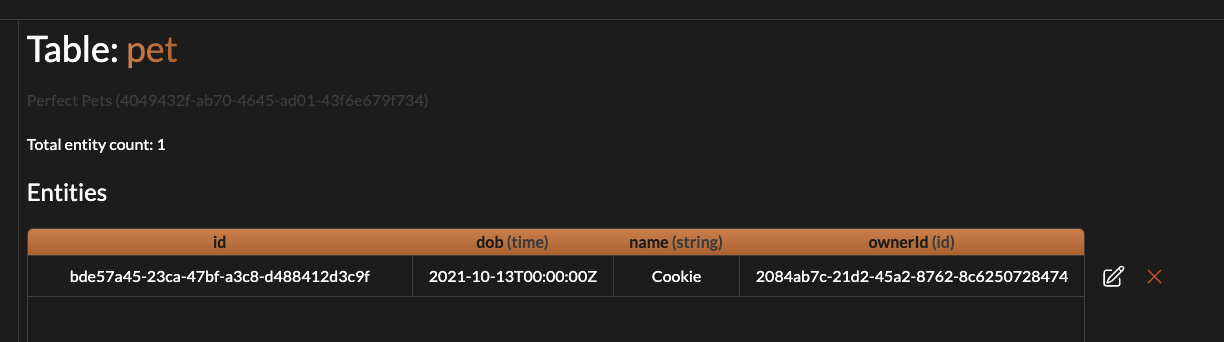 Table: pet
Perfect Pets (4049432f-ab70-4645-ad01-43f6e679f734)
Total entity count: 1
Entities
id dob (time) name (string) ownerId (id)
bde57a45-23ca-47bf-a3c8-d488412d3c9f 2021-10-13T00:00:00Z Cookie 2084ab7c-21d2-45a2-8762-8c6250728474